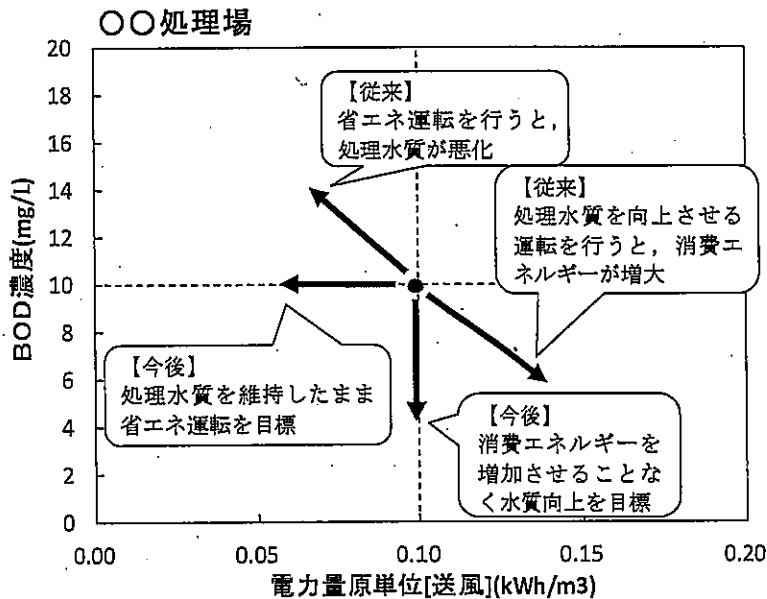 〇〇処理場
20
18
16
14
12
10
8
6
4
2
0
BOD濃度(mg/L)
【従来】
省エネ運転を行うと,
処理水質が悪化
【従来】
処理水質を向上させる
運転を行うと，消費エ
ネルギーが増大
【今後】
処理水質を維持したまま
省エネ運転を目標
【今後】
消費エネルギーを
増加させることな
く水質向上を目標
0.00
0.05
0.10
0.15
0.20
電力量原単位[送風](kWh/m3)